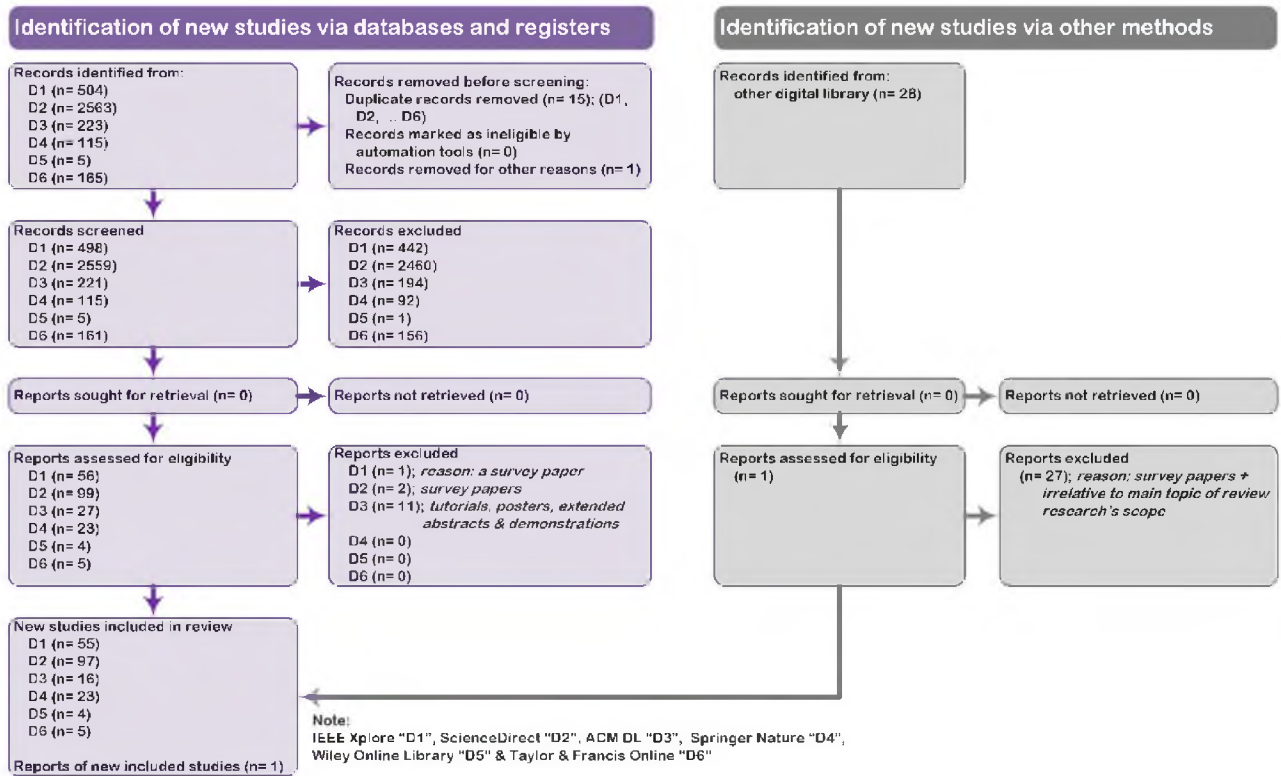 Identification of new studies via databases and registers
Records identified from:
D1 (n= 504)
D2 (n= 2563)
D3 (n= 223)
D4 (n= 115)
D5 (n= 5)
D6 (n= 165)
Records removed before screening:
Duplicate records removed (n= 15); (D1,
D2, .. D6)
Records marked as ineligible by
automation tools (n= 0)
Records removed for other reasons (n= 1)
Records screened
D1 (n= 498)
D2 (n= 2559)
D3 (n= 221)
D4 (n= 115)
D5 (n= 5)
D6 (n= 161)
Records excluded
D1 (n= 442)
D2 (n= 2460)
D3 (n= 194)
D4 (n= 92)
D5 (n= 1)
D6 (n= 156)
Reports sought for retrieval (n= 0)
Reports not retrieved (n= 0)
Reports assessed for eligibility
D1 (n= 56)
D2 (n= 99)
D3 (n= 27)
D4 (n= 23)
D5 (n= 4)
D6 (n= 5)
Reports excluded
D1 (n= 1); reason: a survey paper
D2 (n= 2); survey papers
D3 (n= 11); tutorials, posters, extended
abstracts & demonstrations
D4 (n= 0)
D5 (n= 0)
D6 (n= 0)
New studies included in review
D1 (n= 55)
D2 (n= 97)
D3 (n= 16)
D4 (n= 23)
D5 (n= 4)
D6 (n= 5)
Reports of new included studies (n= 1)
Identification of new studies via other methods
Records identified from:
other digital library (n= 28)
Reports sought for retrieval (n= 0)
Reports not retrieved (n= 0)
Reports assessed for eligibility
(n= 1)
Reports excluded
(n= 27); reason; survey papers +
irrelative to main topic of review
research's scope
Note:
IEEE Xplore "D1", ScienceDirect "D2", ACM DL "D3", Springer Nature "D4",
Wiley Online Library "D5" & Taylor & Francis Online "D6"